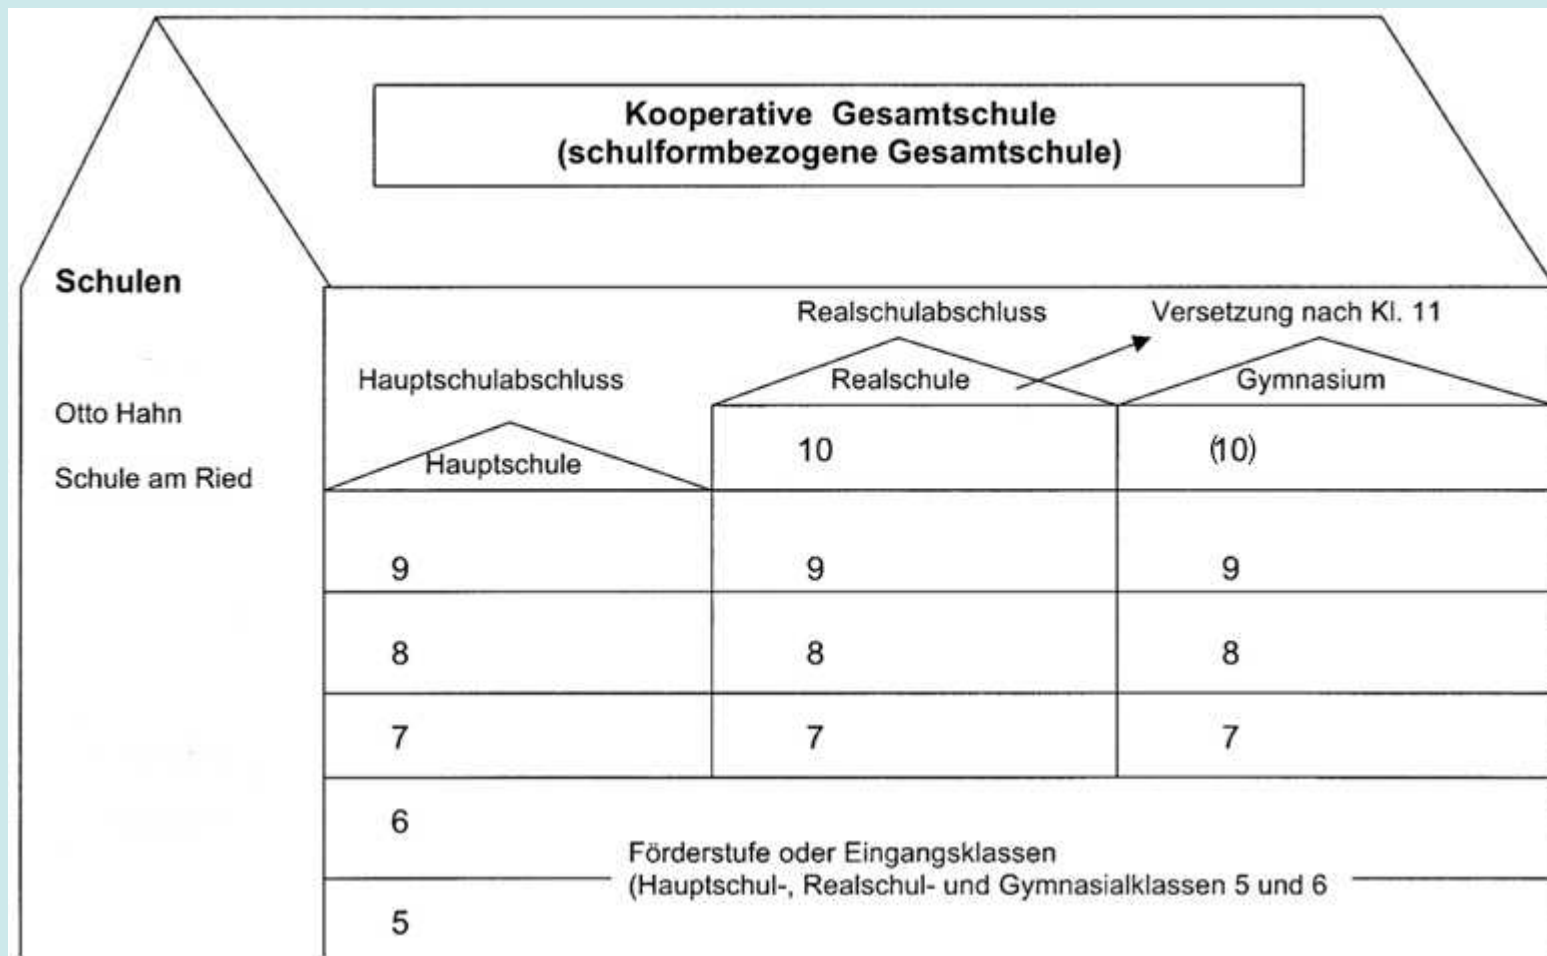 Kooperative Gesamtschule
(schulformbezogene Gesamtschule)
Schulen
Otto Hahn
Schule am Ried
Realschulabschluss
Versetzung nach Kl. 11
Hauptschulabschluss
Realschule
Gymnasium
Hauptschule
10
(10)
9
9
9
8
8
8
7
7
7
6
Förderstufe oder Eingangsklassen
(Hauptschul-, Realschul- und Gymnasialklassen 5 und 6
5